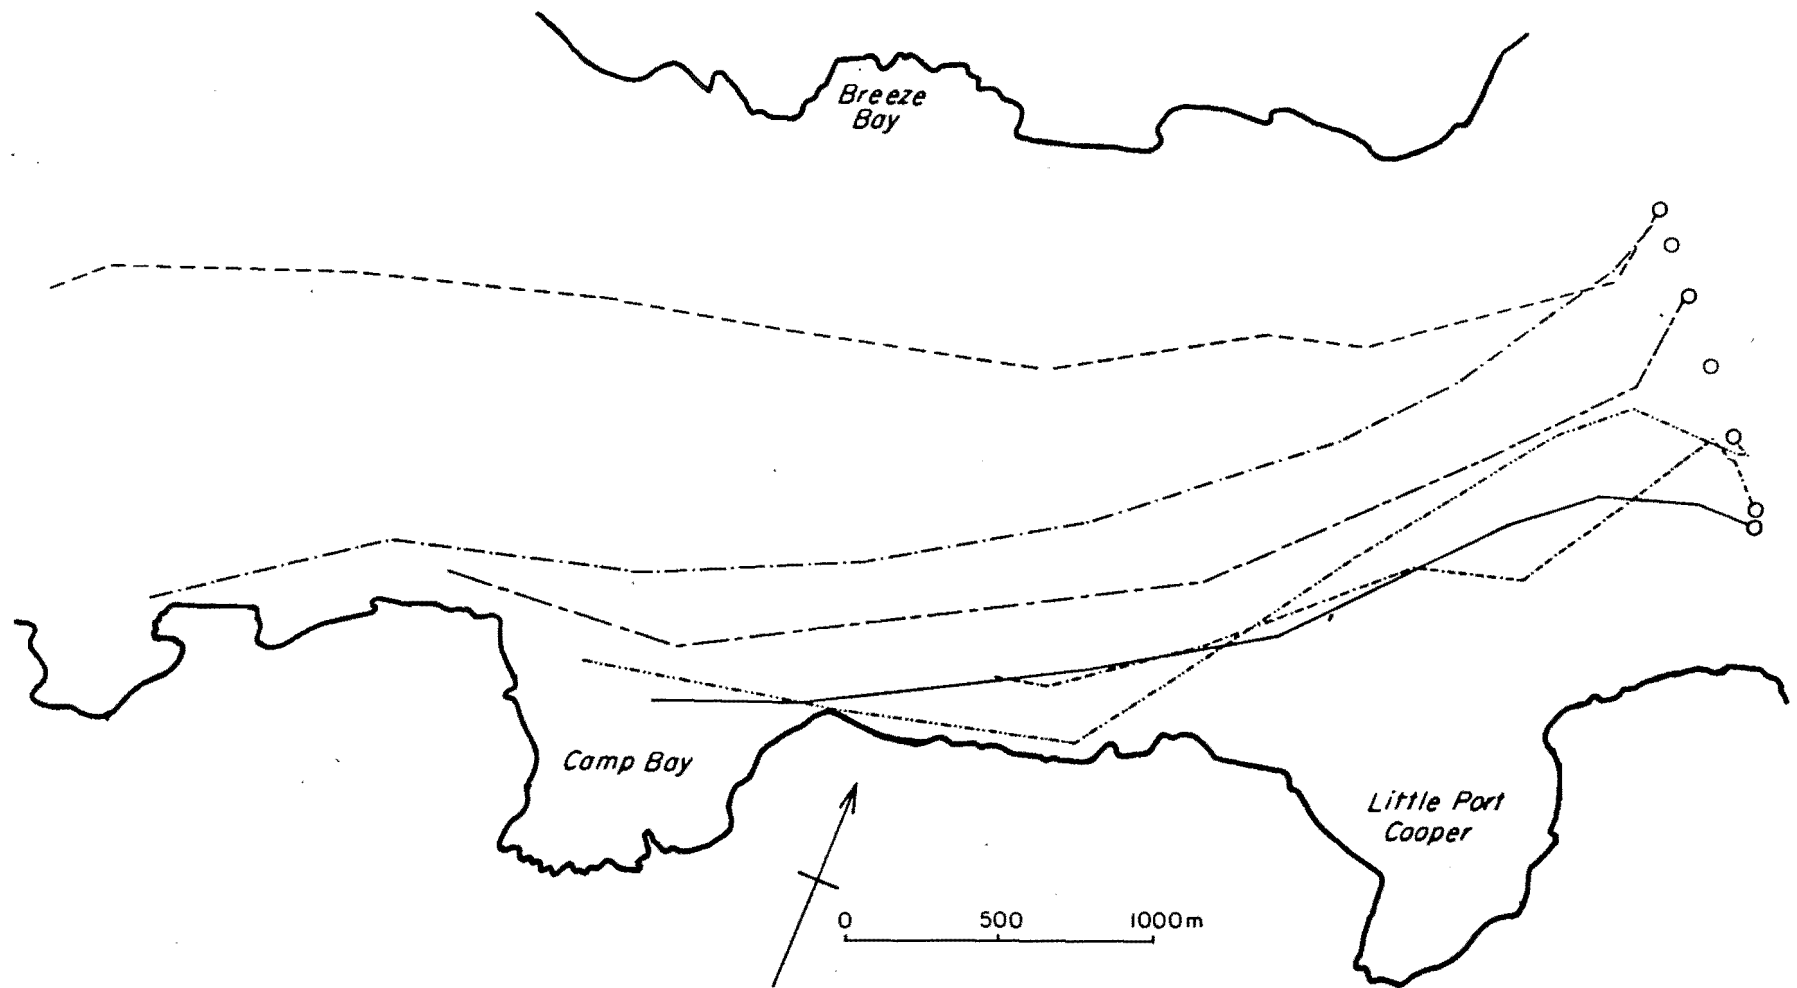 Breeze
Bay
Camp Bay
Little Port
Cooper
0 500 1000m